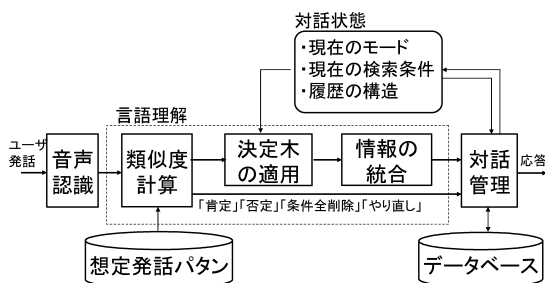 対話状態
・現在のモード
・現在の検索条件
・履歴の構造
言語理解
ユーザ
発話
音声
認識
類似度
計算
決定木
の適用
情報の
統合
対話
管理
応答
「肯定」「否定」「条件全削除」「やり直し」
想定発話パタン
データベース